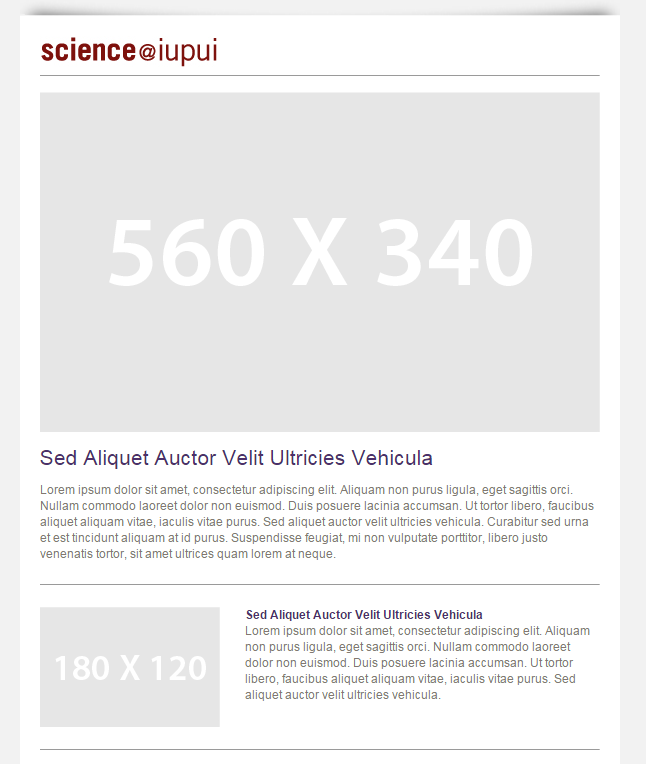 science@iupui
560 X 340
Sed Aliquet Auctor Velit Ultricies Vehicula
Lorem ipsum dolor sit amet, consectetur adipiscing elit. Aliquam non purus ligula, eget sagittis orci.
Nullam commodo laoreet dolor non euismod. Duis posuere lacinia accumsan. Ut tortor libero, faucibus
aliquet aliquam vitae, iaculis vitae purus. Sed aliquet auctor velit ultricies vehicula. Curabitur sed urna
et est tincidunt aliquam at id purus. Suspendisse feugiat, mi non vulputate porttitor, libero justo
venenatis tortor, sit amet ultrices quam lorem at neque.
180 X 120
Sed Aliquet Auctor Velit Ultricies Vehicula
Lorem ipsum dolor sit amet, consectetur adipiscing elit. Aliquam
non purus ligula, eget sagittis orci. Nullam commodo laoreet
dolor non euismod. Duis posuere lacinia accumsan. Ut tortor
libero, faucibus aliquet aliquam vitae, iaculis vitae purus. Sed
aliquet auctor velit ultricies vehicula.